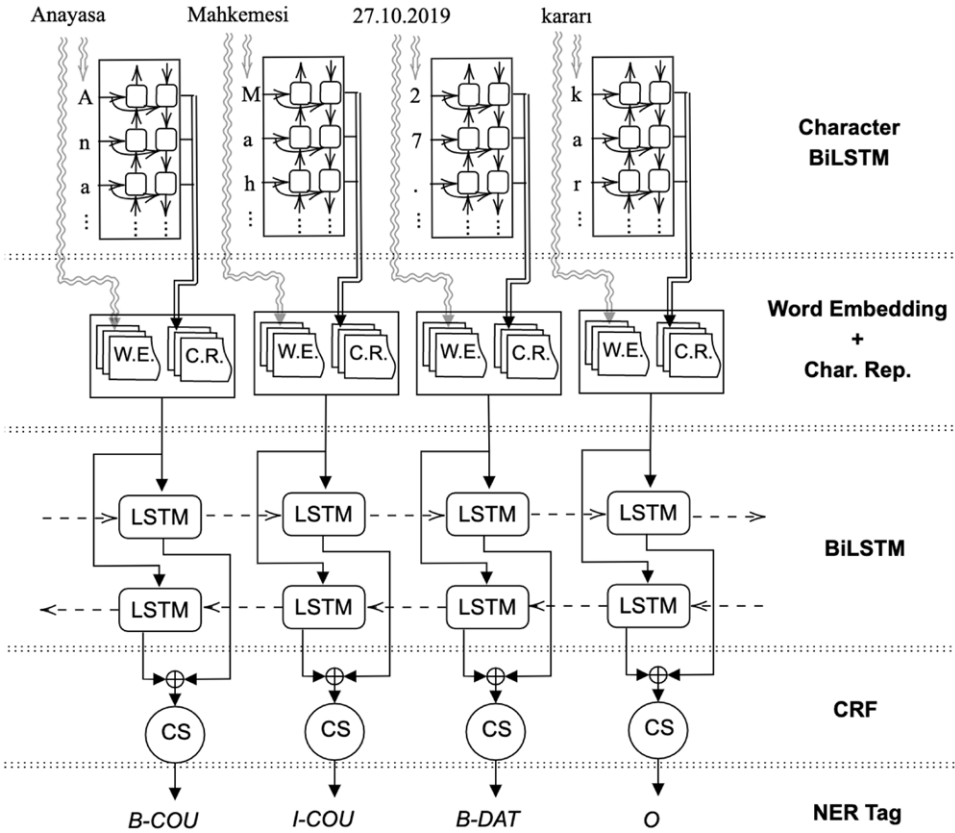 Anayasa Mahkemesi 27.10.2019 kararı
A M 2 k
n a 7 a
a h . r
... ... ... ...
Character
BiLSTM
Word Embedding
+
Char. Rep.
W.E. C.R. W.E. C.R. W.E. C.R. W.E. C.R.
LSTM LSTM LSTM LSTM
BiLSTM
LSTM LSTM LSTM LSTM
CS CS CS CS
CRF
B-COU I-COU B-DAT O
NER Tag